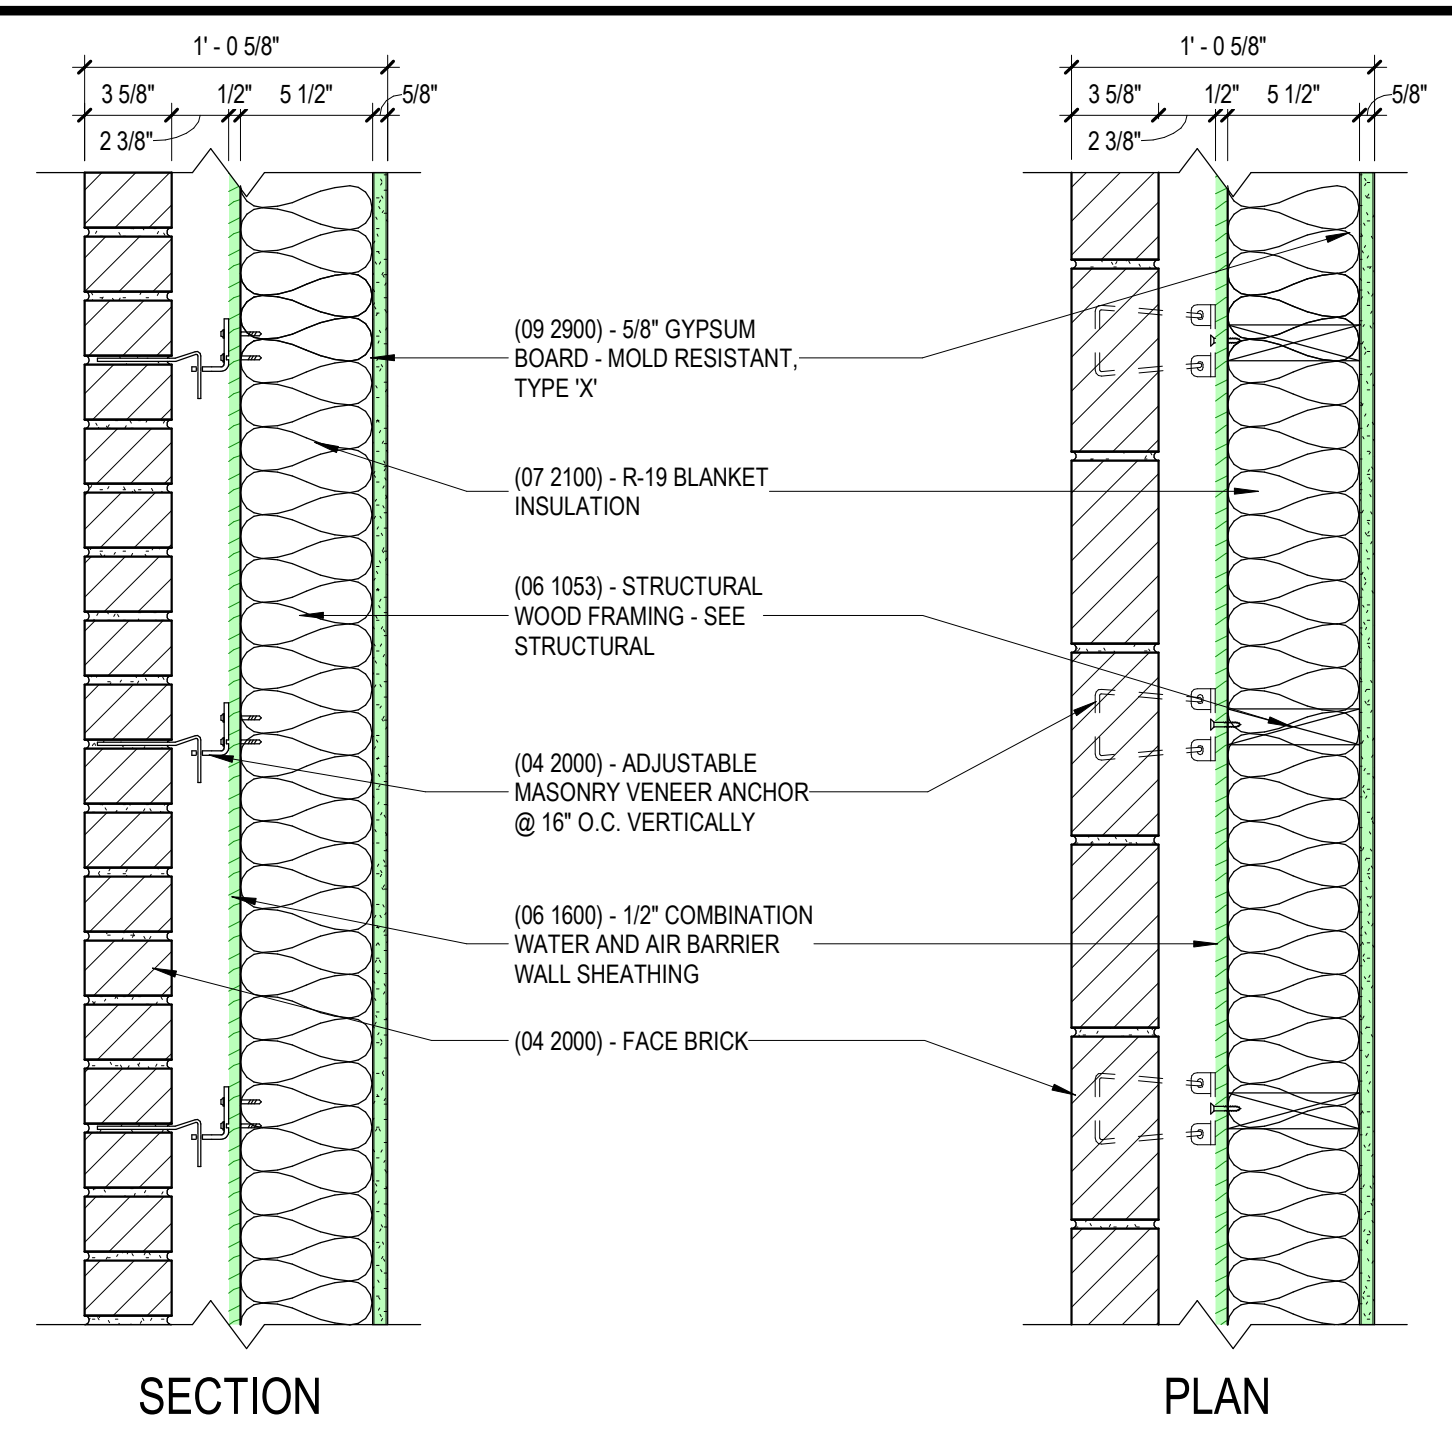 1' - 0 5/8"
3 5/8"
1/2"
5 1/2"
5/8"
2 3/8"
1' - 0 5/8"
3 5/8"
1/2"
5 1/2"
5/8"
2 3/8"
(09 2900) - 5/8" GYPSUM
BOARD - MOLD RESISTANT,
TYPE 'X'
(07 2100) - R-19 BLANKET
INSULATION
(06 1053) - STRUCTURAL
WOOD FRAMING - SEE
STRUCTURAL
(04 2000) - ADJUSTABLE
MASONRY VENEER ANCHOR
@ 16" O.C. VERTICALLY
(06 1600) - 1/2" COMBINATION
WATER AND AIR BARRIER
WALL SHEATHING
(04 2000) - FACE BRICK
SECTION
PLAN